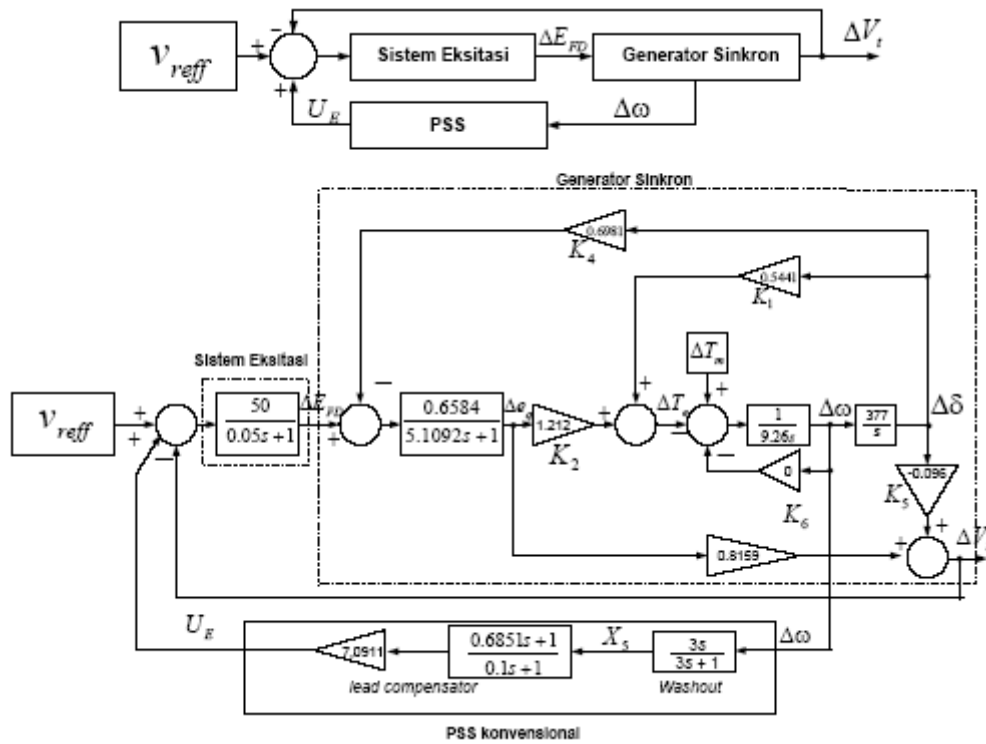 v_reff
+
−
+
Sistem Eksitasi
ΔE_FD
Generator Sinkron
ΔV_t
U_E
PSS
Δω
Generator Sinkron
0.6981
K_4
0.5441
K_1
Sistem Eksitasi
ΔT_m
v_reff
+
+
−
50
0.05s + 1
ΔE_FD
+
−
0.6584
5.1092s + 1
1.212
K_2
+
+
ΔT_e
+
−
−
1
9.26s
Δω
377
s
Δδ
-0.096
K_5
0
K_6
0.8159
+
+
U_E
7.0911
0.6851s + 1
0.1s + 1
X_5
3s
3s + 1
Δω
lead compensator
Washout
PSS konvensional